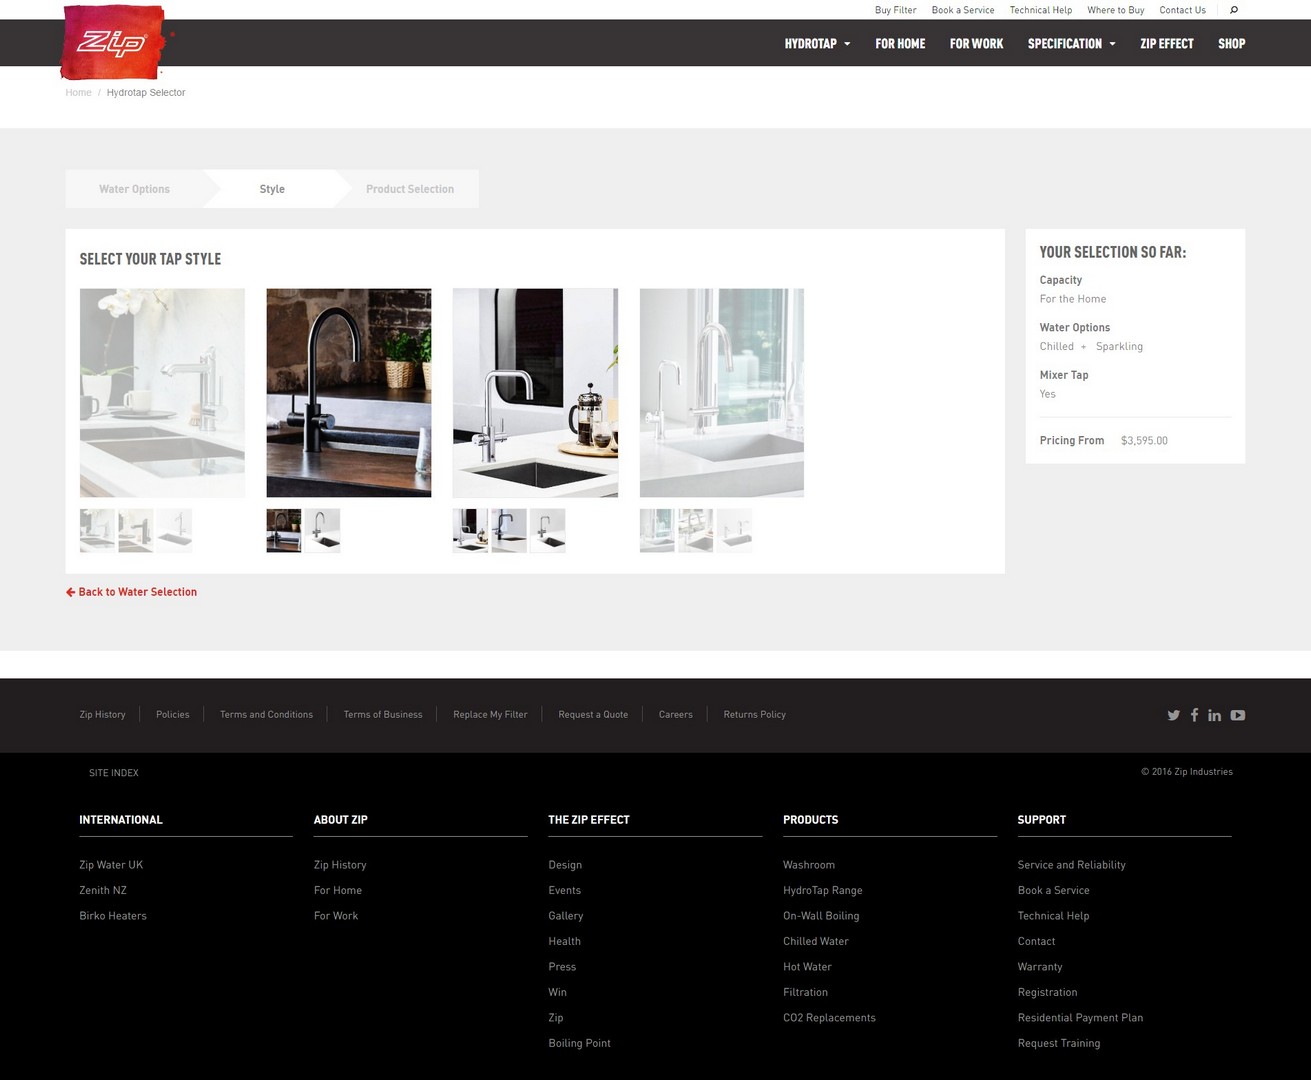 Buy Filter Book a Service Technical Help Where to Buy Contact Us
Zip
HYDROTAP FOR HOME FOR WORK SPECIFICATION ZIP EFFECT SHOP
Home / Hydrotap Selector
Water Options Style Product Selection
SELECT YOUR TAP STYLE
YOUR SELECTION SO FAR:
Capacity
For the Home
Water Options
Chilled + Sparkling
Mixer Tap
Yes
Pricing From $3,595.00
Back to Water Selection
Zip History Policies Terms and Conditions Terms of Business Replace My Filter Request a Quote Careers Returns Policy
SITE INDEX
© 2016 Zip Industries
INTERNATIONAL
Zip Water UK
Zenith NZ
Birko Heaters
ABOUT ZIP
Zip History
For Home
For Work
THE ZIP EFFECT
Design
Events
Gallery
Health
Press
Win
Zip
Boiling Point
PRODUCTS
Washroom
HydroTap Range
On-Wall Boiling
Chilled Water
Hot Water
Filtration
CO2 Replacements
SUPPORT
Service and Reliability
Book a Service
Technical Help
Contact
Warranty
Registration
Residential Payment Plan
Request Training